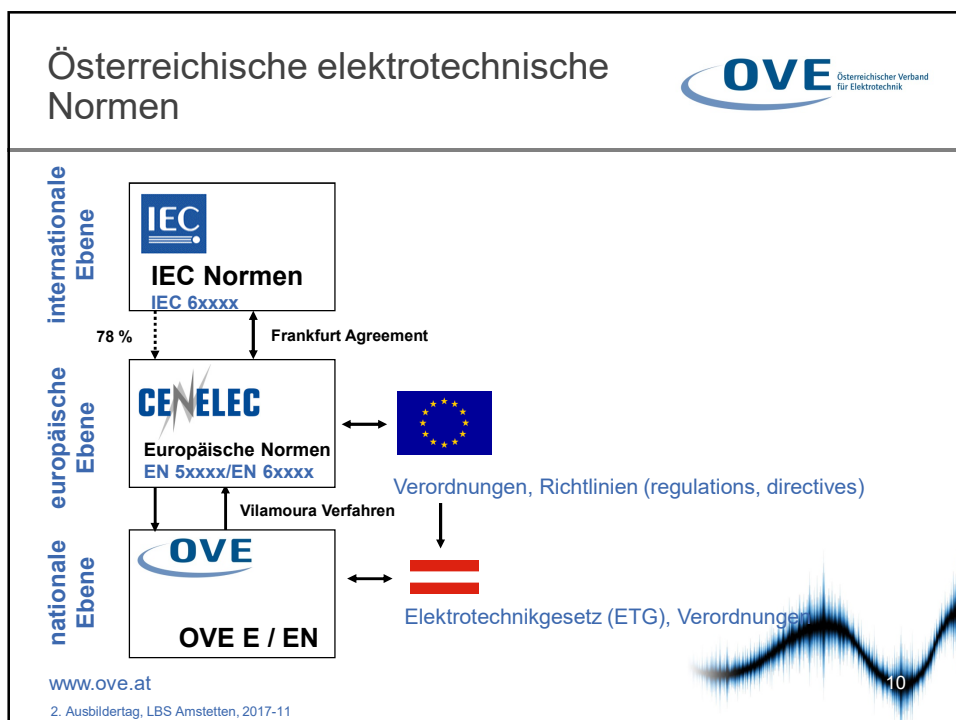 Österreichische elektrotechnische
Normen
OVE Österreichischer Verband
für Elektrotechnik
internationale
Ebene
IEC
IEC Normen
IEC 6xxxx
78 %
Frankfurt Agreement
europäische
Ebene
CENELEC
Europäische Normen
EN 5xxxx/EN 6xxxx
Verordnungen, Richtlinien (regulations, directives)
Vilamoura Verfahren
nationale
Ebene
OVE
OVE E / EN
Elektrotechnikgesetz (ETG), Verordnungen
www.ove.at
10
2. Ausbildertag, LBS Amstetten, 2017-11